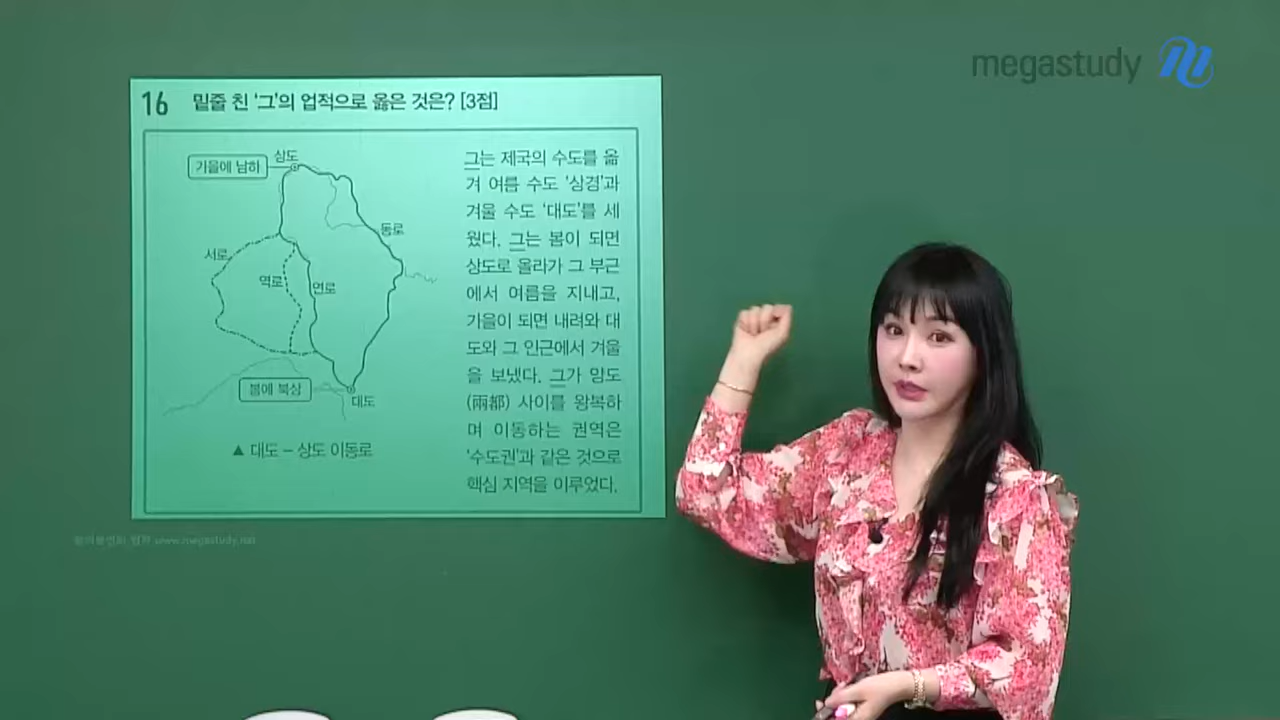 megastudy
16 밑줄 친 '그'의 업적으로 옳은 것은? [3점]
가을에 남하
상도
동로
서로
역로
연로
봄에 북상
대도
▲ 대도 – 상도 이동로
그는 제국의 수도를 옮
겨 여름 수도 '상경'과
겨울 수도 '대도'를 세
웠다. 그는 봄이 되면
상도로 올라가 그 부근
에서 여름을 지내고,
가을이 되면 내려와 대
도와 그 인근에서 겨울
을 보냈다. 그가 양도
(兩都) 사이를 왕복하
며 이동하는 권역은
'수도권'과 같은 것으로
핵심 지역을 이루었다.
www.megastudy.net